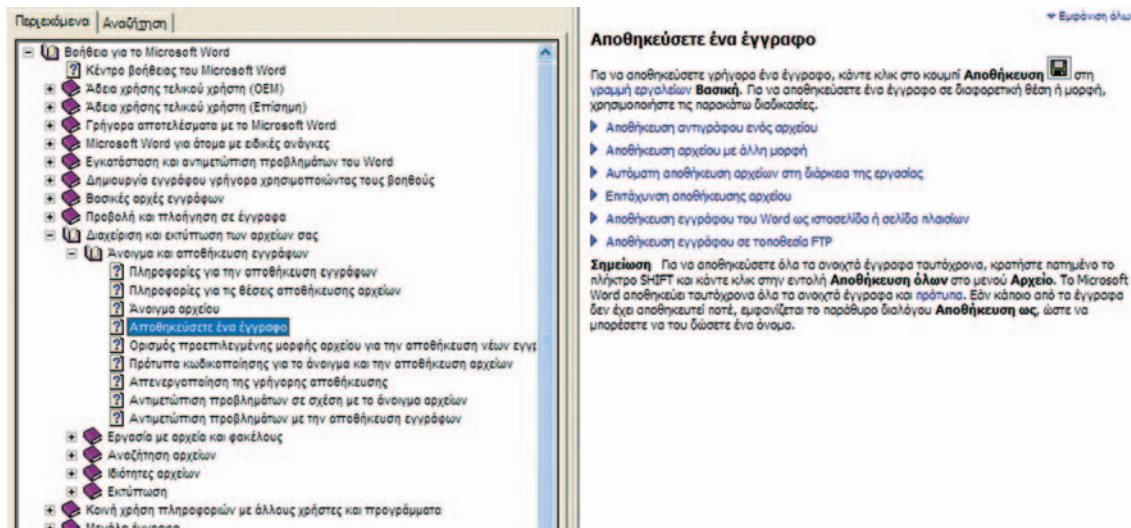 Περιεχόμενα
Αναζήτηση
Βοήθεια για το Microsoft Word
Κέντρο βοήθειας του Microsoft Word
Άδεια χρήσης τελικού χρήστη (OEM)
Άδεια χρήσης τελικού χρήστη (Επίσημη)
Γρήγορα αποτελέσματα με το Microsoft Word
Microsoft Word για άτομα με ειδικές ανάγκες
Εγκατάσταση και αντιμετώπιση προβλημάτων του Word
Δημιουργία εγγράφου γρήγορα χρησιμοποιώντας τους βοηθούς
Βασικές αρχές εγγράφων
Προβολή και πλοήγηση σε έγγραφα
Διαχείριση και εκτύπωση των αρχείων σας
Άνοιγμα και αποθήκευση εγγράφων
Πληροφορίες για την αποθήκευση εγγράφων
Πληροφορίες για τις θέσεις αποθήκευσης αρχείων
Άνοιγμα αρχείου
Αποθηκεύσετε ένα έγγραφο
Ορισμός προεπιλεγμένης μορφής αρχείου για την αποθήκευση νέων εγγρ
Πρότυπα κωδικοποίησης για το άνοιγμα και την αποθήκευση αρχείων
Απενεργοποίηση της γρήγορης αποθήκευσης
Αντιμετώπιση προβλημάτων σε σχέση με το άνοιγμα αρχείων
Αντιμετώπιση προβλημάτων με την αποθήκευση εγγράφων
Εργασία με αρχεία και φακέλους
Αναζήτηση αρχείων
Ιδιότητες αρχείων
Εκτύπωση
Κοινή χρήση πληροφοριών με άλλους χρήστες και προγράμματα
Μεγάλα έγγραφα
Εμφάνιση όλω
Αποθηκεύσετε ένα έγγραφο
Για να αποθηκεύσετε γρήγορα ένα έγγραφο, κάντε κλικ στο κουμπί Αποθήκευση στη
γραμμή εργαλείων Βασική. Για να αποθηκεύσετε ένα έγγραφο σε διαφορετική θέση ή μορφή,
χρησιμοποιήστε τις παρακάτω διαδικασίες.
Αποθήκευση αντιγράφου ενός αρχείου
Αποθήκευση αρχείου με άλλη μορφή
Αυτόματη αποθήκευση αρχείων στη διάρκεια της εργασίας
Επιτάχυνση αποθήκευσης αρχείου
Αποθήκευση εγγράφου του Word ως ιστοσελίδα ή σελίδα πλαισίων
Αποθήκευση εγγράφου σε τοποθεσία FTP
Σημείωση Για να αποθηκεύσετε όλα τα ανοιχτά έγγραφα ταυτόχρονα, κρατήστε πατημένο το
πλήκτρο SHIFT και κάντε κλικ στην εντολή Αποθήκευση όλων στο μενού Αρχείο. Το Microsoft
Word αποθηκεύει ταυτόχρονα όλα τα ανοιχτά έγγραφα και πρότυπα. Εάν κάποιο από τα έγγραφα
δεν έχει αποθηκευτεί ποτέ, εμφανίζεται το παράθυρο διαλόγου Αποθήκευση ως, ώστε να
μπορέσετε να του δώσετε ένα όνομα.